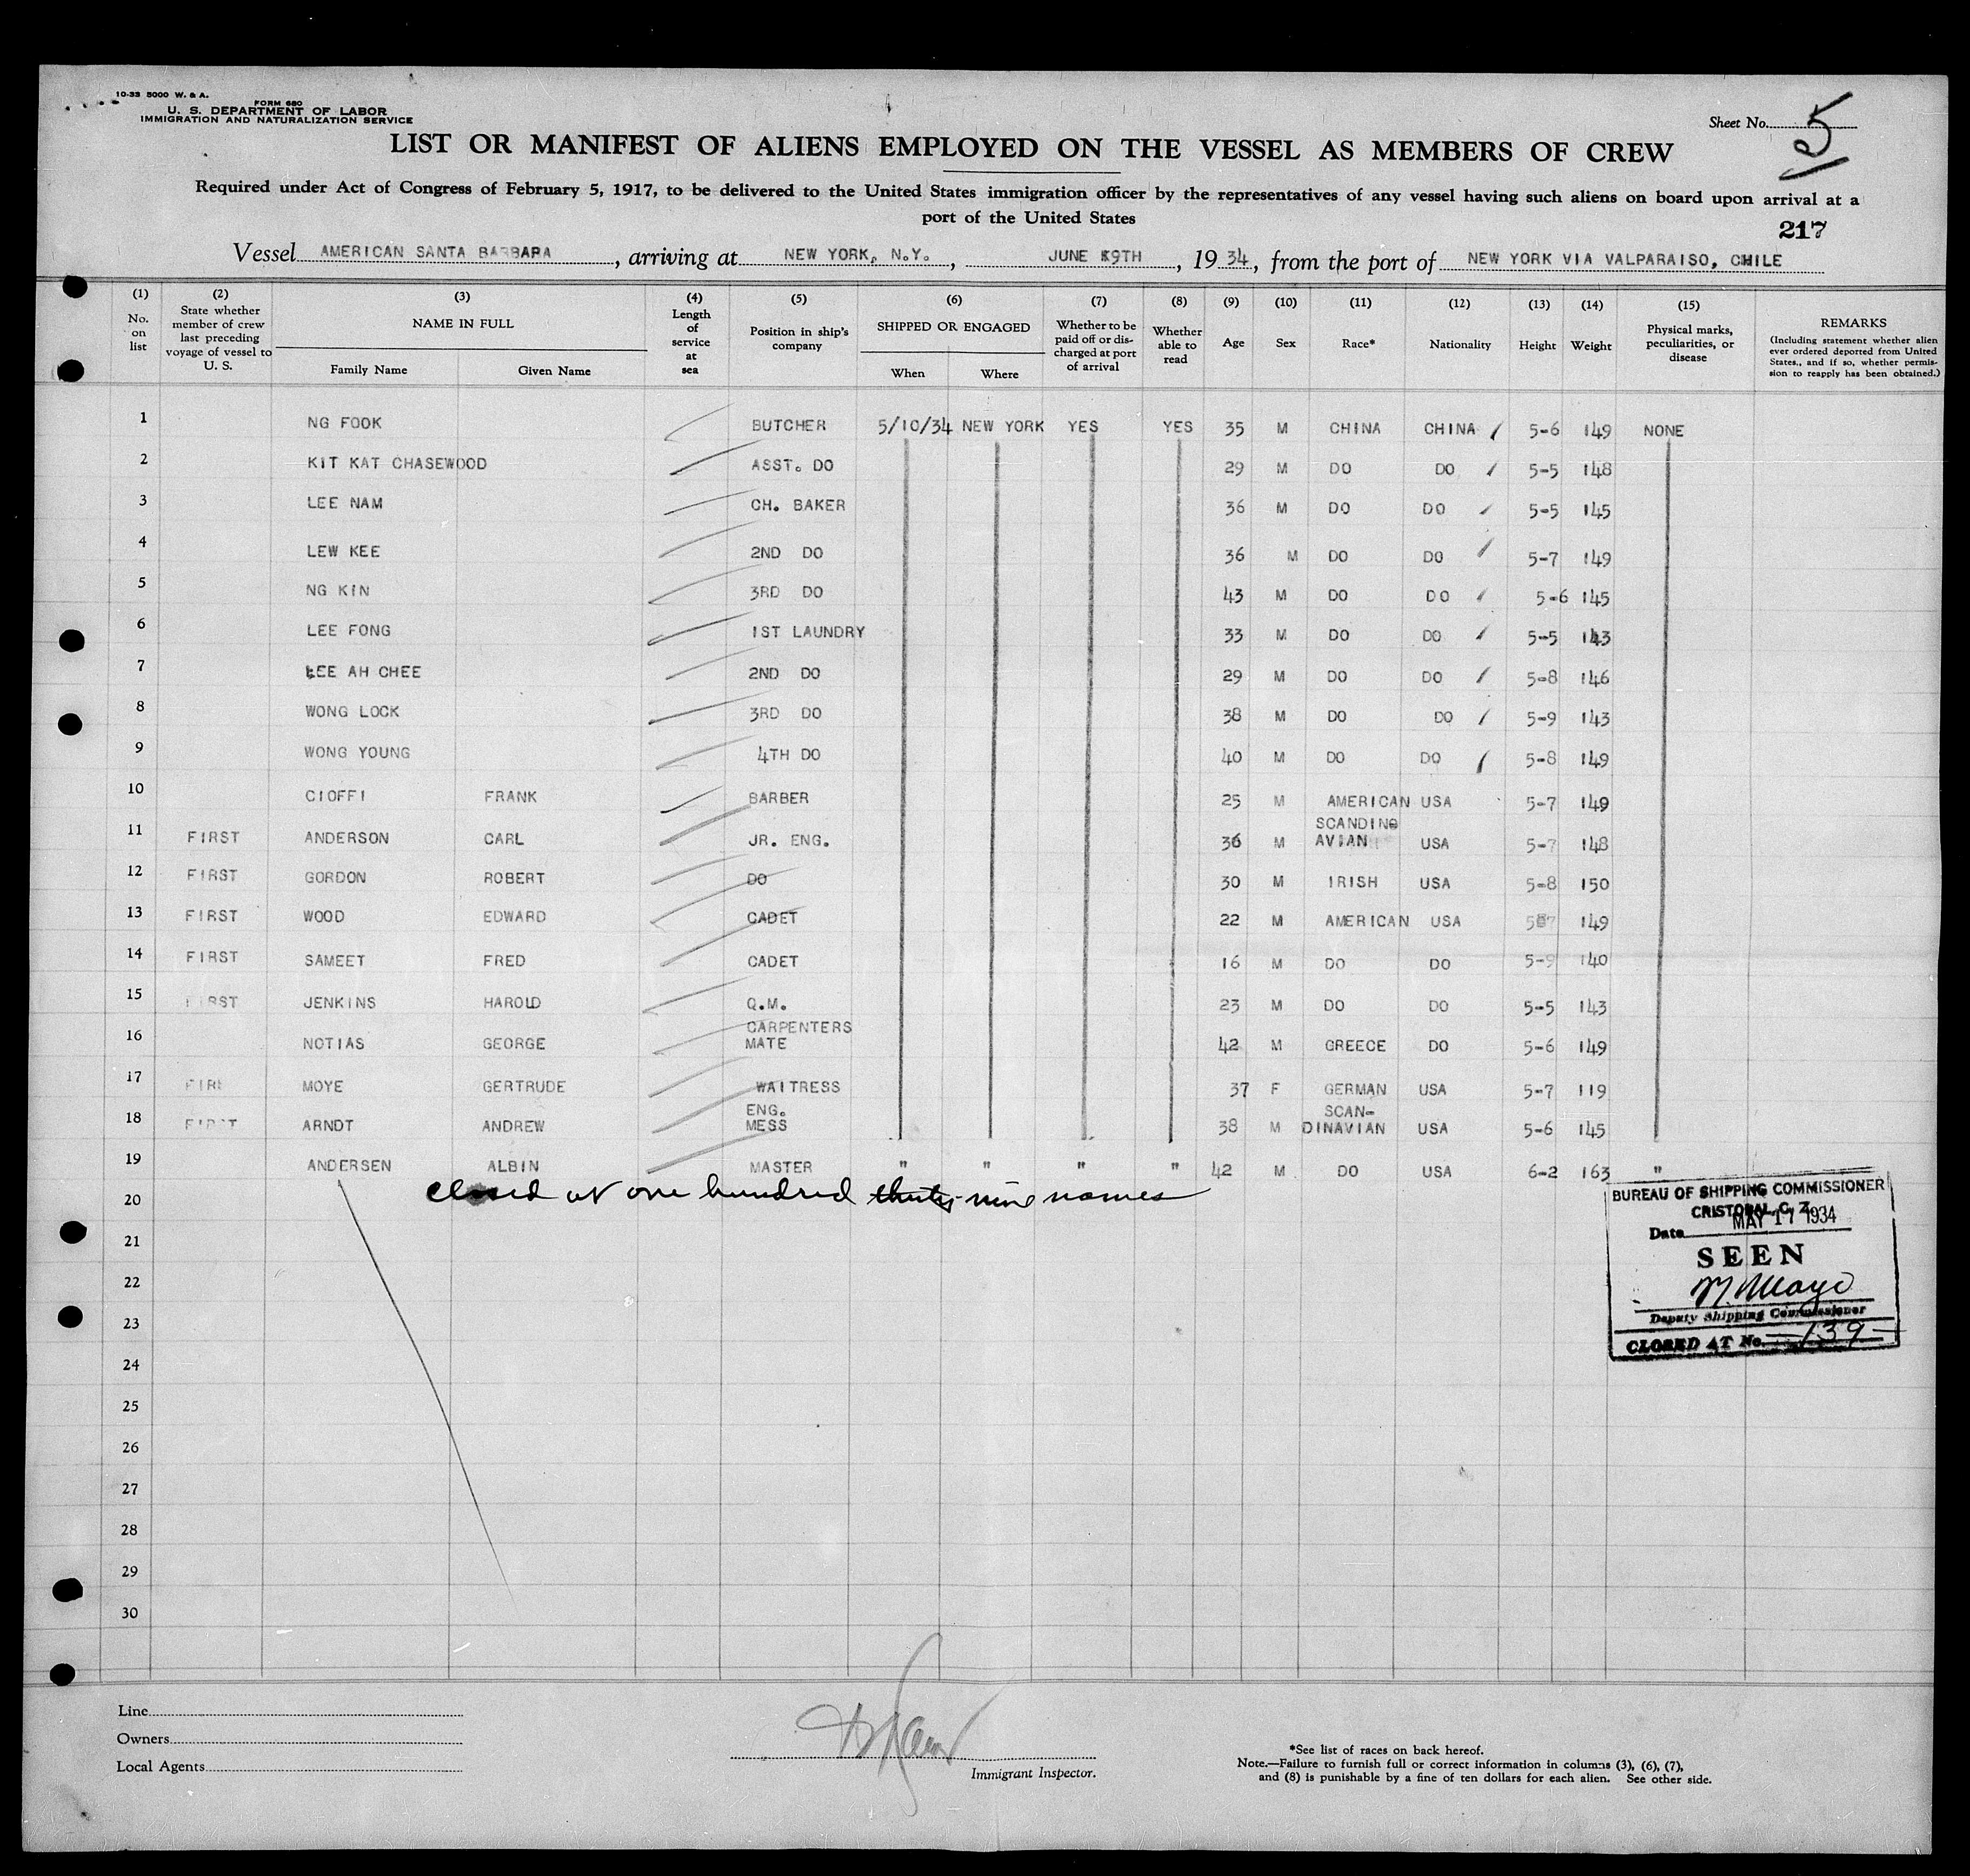 10-33 5000 W. & A.
FORM 680
U. S. DEPARTMENT OF LABOR
IMMIGRATION AND NATURALIZATION SERVICE
Sheet No. 5
LIST OR MANIFEST OF ALIENS EMPLOYED ON THE VESSEL AS MEMBERS OF CREW
Required under Act of Congress of February 5, 1917, to be delivered to the United States immigration officer by the representatives of any vessel having such aliens on board upon arrival at a
port of the United States
217
Vessel AMERICAN SANTA BARBARA, arriving at NEW YORK, N.Y., JUNE 19TH, 19 34, from the port of NEW YORK VIA VALPARAISO, CHILE
(1) No. on list
(2) State whether member of crew last preceding voyage of vessel to U. S.
(3) NAME IN FULL
Family Name Given Name
(4) Length of service at sea
(5) Position in ship's company
(6) SHIPPED OR ENGAGED
When Where
(7) Whether to be paid off or discharged at port of arrival
(8) Whether able to read
(9) Age
(10) Sex
(11) Race*
(12) Nationality
(13) Height
(14) Weight
(15) Physical marks, peculiarities, or disease
REMARKS
(Including statement whether alien ever ordered deported from United States, and if so, whether permission to reapply has been obtained.)
1 NG FOOK BUTCHER 5/10/34 NEW YORK YES YES 35 M CHINA CHINA 5-6 149 NONE
2 KIT KAT CHASEWOOD ASST. DO 29 M DO DO 5-5 148
3 LEE NAM CH. BAKER 36 M DO DO 5-5 145
4 LEW KEE 2ND DO 36 M DO DO 5-7 149
5 NG KIN 3RD DO 43 M DO DO 5-6 145
6 LEE FONG 1ST LAUNDRY 33 M DO DO 5-5 143
7 LEE AH CHEE 2ND DO 29 M DO DO 5-8 146
8 WONG LOCK 3RD DO 38 M DO DO 5-9 143
9 WONG YOUNG 4TH DO 40 M DO DO 5-8 149
10 CIOFFI FRANK BARBER 25 M AMERICAN USA 5-7 149
11 FIRST ANDERSON CARL JR. ENG. 36 M SCANDINAVIAN USA 5-7 148
12 FIRST GORDON ROBERT DO 30 M IRISH USA 5-8 150
13 FIRST WOOD EDWARD CADET 22 M AMERICAN USA 5-7 149
14 FIRST SAMEET FRED CADET 16 M DO DO 5-9 140
15 FIRST JENKINS HAROLD Q.M. 23 M DO DO 5-5 143
16 NOTIAS GEORGE CARPENTERS MATE 42 M GREECE DO 5-6 149
17 FIR MOYE GERTRUDE WAITRESS 37 F GERMAN USA 5-7 119
18 FIRST ARNDT ANDREW ENG. MESS 38 M SCAN-DINAVIAN USA 5-6 145
19 ANDERSEN ALBIN MASTER " " " " 42 M DO USA 6-2 163 "
closed at one hundred thirty-nine names
20
21
22
23
24
25
26
27
28
29
30
BUREAU OF SHIPPING COMMISSIONER
CRISTOBAL, C. Z.
Date MAY 17 1934
SEEN
Deputy Shipping Commissioner
CLOSED AT No. -139-
Line
Owners
Local Agents
Immigrant Inspector.
*See list of races on back hereof.
Note.—Failure to furnish full or correct information in columns (3), (6), (7),
and (8) is punishable by a fine of ten dollars for each alien. See other side.